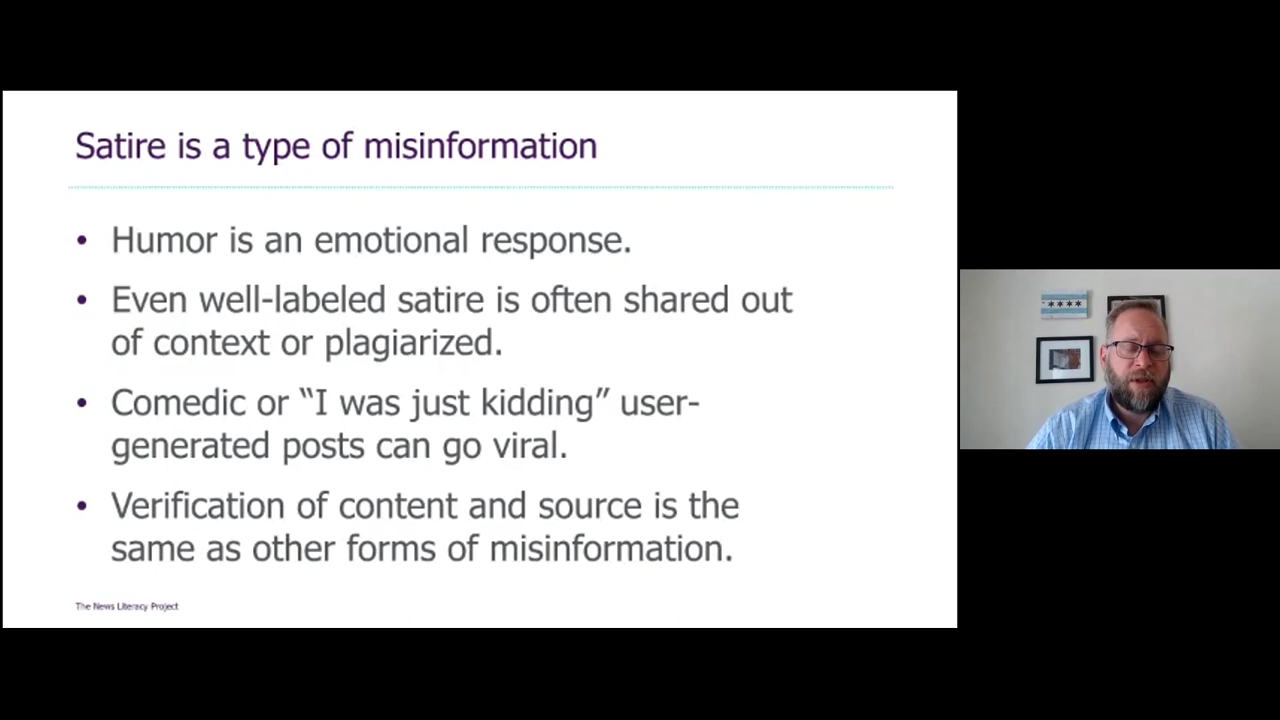 Satire is a type of misinformation
• Humor is an emotional response.
• Even well-labeled satire is often shared out
of context or plagiarized.
• Comedic or “I was just kidding” user-
generated posts can go viral.
• Verification of content and source is the
same as other forms of misinformation.
The News Literacy Project